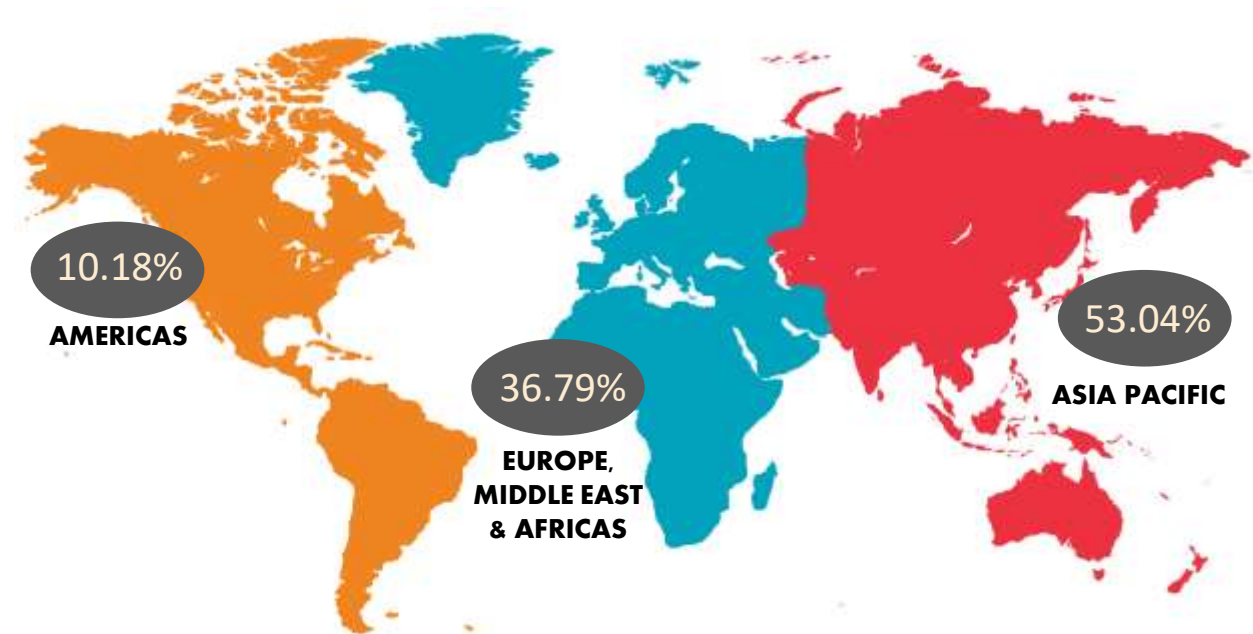 10.18%
AMERICAS
36.79%
EUROPE,
MIDDLE EAST
& AFRICAS
53.04%
ASIA PACIFIC